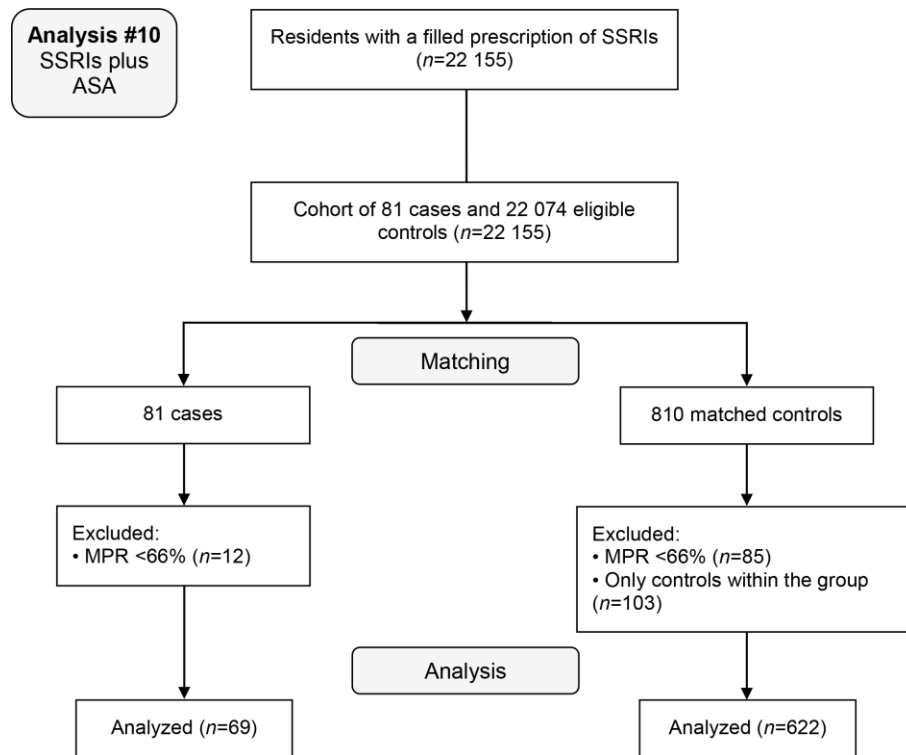 Analysis #10
SSRIs plus
ASA
Residents with a filled prescription of SSRIs
(n=22 155)
Cohort of 81 cases and 22 074 eligible
controls (n=22 155)
Matching
81 cases
810 matched controls
Excluded:
• MPR <66% (n=12)
Excluded:
• MPR <66% (n=85)
• Only controls within the group
(n=103)
Analysis
Analyzed (n=69)
Analyzed (n=622)